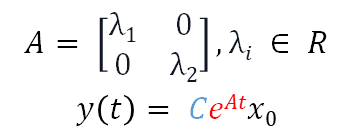 A = [λ₁ 0
0 λ₂], λᵢ ∈ R
y(t) = Ce^{At}x₀